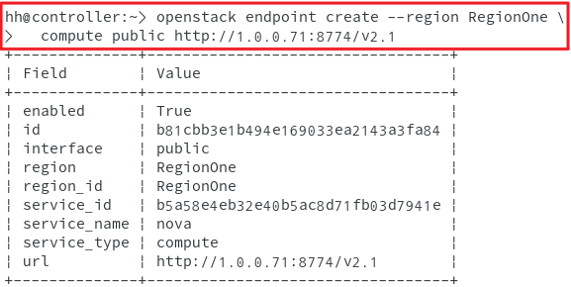 hh@controller:~> openstack endpoint create --region RegionOne \
>   compute public http://1.0.0.71:8774/v2.1
+--------------+----------------------------------+
| Field        | Value                            |
+--------------+----------------------------------+
| enabled      | True                             |
| id           | b81cbb3e1b494e169033ea2143a3fa84 |
| interface    | public                           |
| region       | RegionOne                        |
| region_id    | RegionOne                        |
| service_id   | b5a58e4eb32e40b5ac8d71fb03d7941e |
| service_name | nova                             |
| service_type | compute                          |
| url          | http://1.0.0.71:8774/v2.1        |
+--------------+----------------------------------+